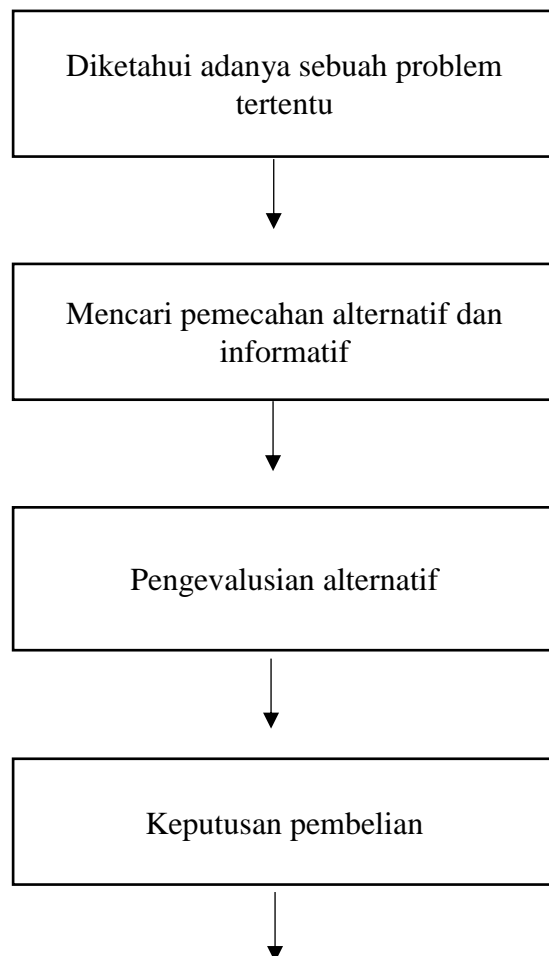 Diketahui adanya sebuah problem
tertentu
Mencari pemecahan alternatif dan
informatif
Pengevalusian alternatif
Keputusan pembelian